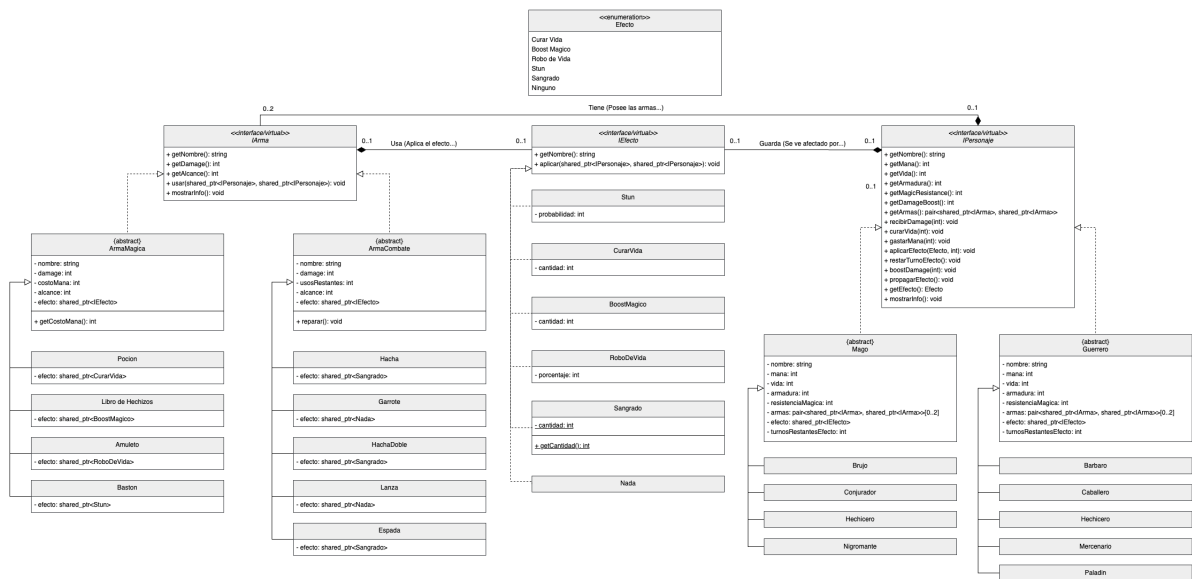 <<enumeration>>
Efecto
Curar Vida
Boost Magico
Robo de Vida
Stun
Sangrado
Ninguno
0..2
Tiene (Posee las armas...)
0..1
<<interface/virtual>>
IArma
+ getNombre(): string
+ getDamage(): int
+ getAlcance(): int
+ usar(shared_ptr<IPersonaje>, shared_ptr<IPersonaje>): void
+ mostrarInfo(): void
0..1
Usa (Aplica el efecto...)
0..1
<<interface/virtual>>
IEfecto
+ getNombre(): string
+ aplicar(shared_ptr<IPersonaje>, shared_ptr<IPersonaje>): void
0..1
Guarda (Se ve afectado por...)
0..1
<<interface/virtual>>
IPersonaje
+ getNombre(): string
+ getMana(): int
+ getVida(): int
+ getArmadura(): int
+ getMagicResistance(): int
+ getDamageBoost(): int
+ getArmas(): pair<shared_ptr<IArma>, shared_ptr<IArma>>
+ recibirDamage(int): void
+ curarVida(int): void
+ gastarMana(int): void
+ aplicarEfecto(Efecto, int): void
+ restarTurnoEfecto(): void
+ boostDamage(int): void
+ propagarEfecto(): void
+ getEfecto(): Efecto
+ mostrarInfo(): void
0..1
{abstract}
ArmaMagica
- nombre: string
- damage: int
- costoMana: int
- alcance: int
- efecto: shared_ptr<IEfecto>
+ getCostoMana(): int
Pocion
- efecto: shared_ptr<CurarVida>
Libro de Hechizos
- efecto: shared_ptr<BoostMagico>
Amuleto
- efecto: shared_ptr<RoboDeVida>
Baston
- efecto: shared_ptr<Stun>
{abstract}
ArmaCombate
- nombre: string
- damage: int
- usosRestantes: int
- alcance: int
- efecto: shared_ptr<IEfecto>
+ reparar(): void
Hacha
- efecto: shared_ptr<Sangrado>
Garrote
- efecto: shared_ptr<Nada>
HachaDoble
- efecto: shared_ptr<Sangrado>
Lanza
- efecto: shared_ptr<Nada>
Espada
- efecto: shared_ptr<Sangrado>
Stun
- probabilidad: int
CurarVida
- cantidad: int
BoostMagico
- cantidad: int
RoboDeVida
- porcentaje: int
Sangrado
- cantidad: int
+ getCantidad(): int
Nada
{abstract}
Mago
- nombre: string
- mana: int
- vida: int
- armadura: int
- resistenciaMagica: int
- armas: pair<shared_ptr<IArma>, shared_ptr<IArma>>[0..2]
- efecto: shared_ptr<IEfecto>
- turnosRestantesEfecto: int
Brujo
Conjurador
Hechicero
Nigromante
{abstract}
Guerrero
- nombre: string
- mana: int
- vida: int
- armadura: int
- resistenciaMagica: int
- armas: pair<shared_ptr<IArma>, shared_ptr<IArma>>[0..2]
- efecto: shared_ptr<IEfecto>
- turnosRestantesEfecto: int
Barbaro
Caballero
Hechicero
Mercenario
Paladin